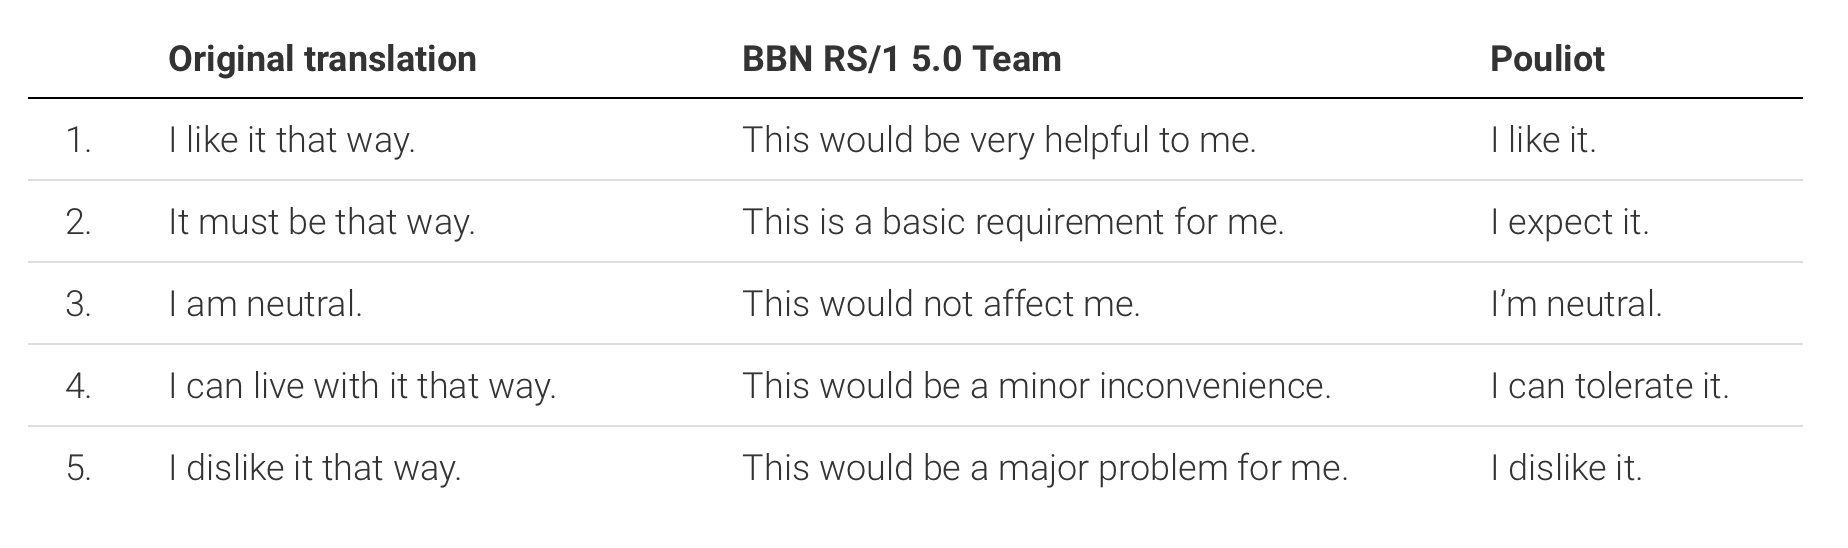 Original translation BBN RS/1 5.0 Team Pouliot
1. I like it that way. This would be very helpful to me. I like it.
2. It must be that way. This is a basic requirement for me. I expect it.
3. I am neutral. This would not affect me. I’m neutral.
4. I can live with it that way. This would be a minor inconvenience. I can tolerate it.
5. I dislike it that way. This would be a major problem for me. I dislike it.